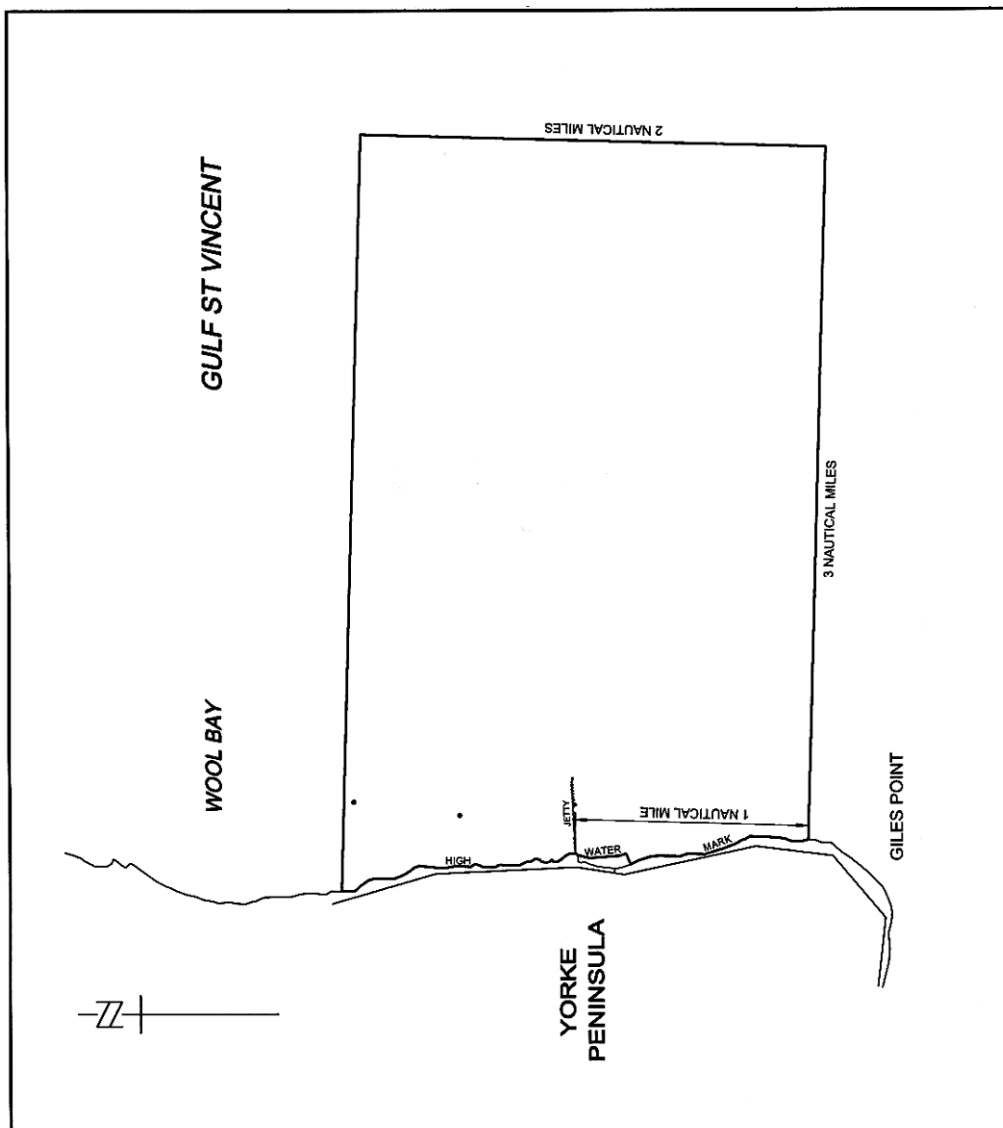 2 NAUTICAL MILES
GULF ST VINCENT
3 NAUTICAL MILES
WOOL BAY
JETTY
1 NAUTICAL MILE
HIGH
WATER
MARK
GILES POINT
YORKE
PENINSULA
N